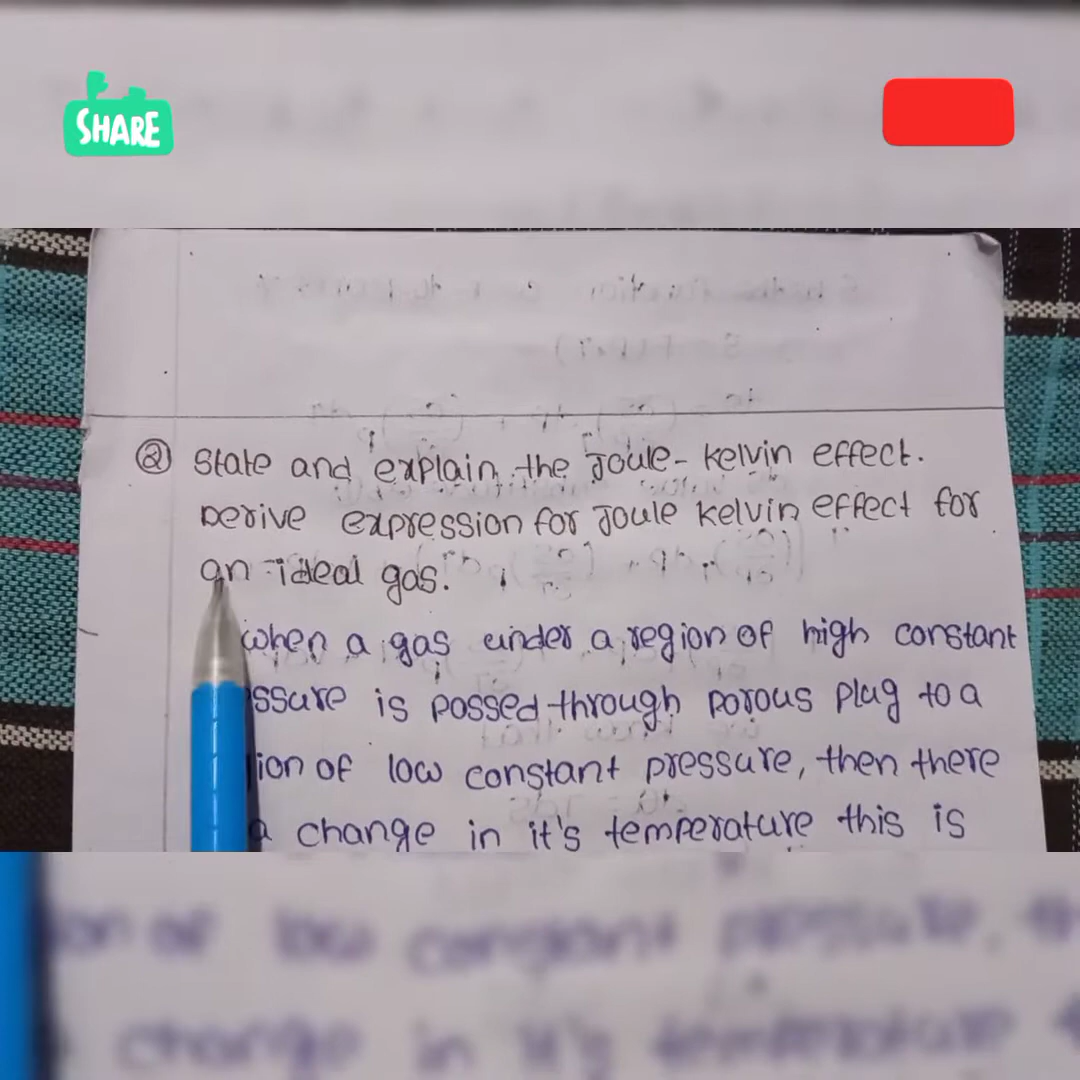 SHARE
② State and explain the Joule-Kelvin effect.
Derive expression for Joule Kelvin effect for
an ideal gas.
when a gas under a region of high constant
ssure is passed through porous plug to a
ion of low constant pressure, then there
a change in it's temperature this is